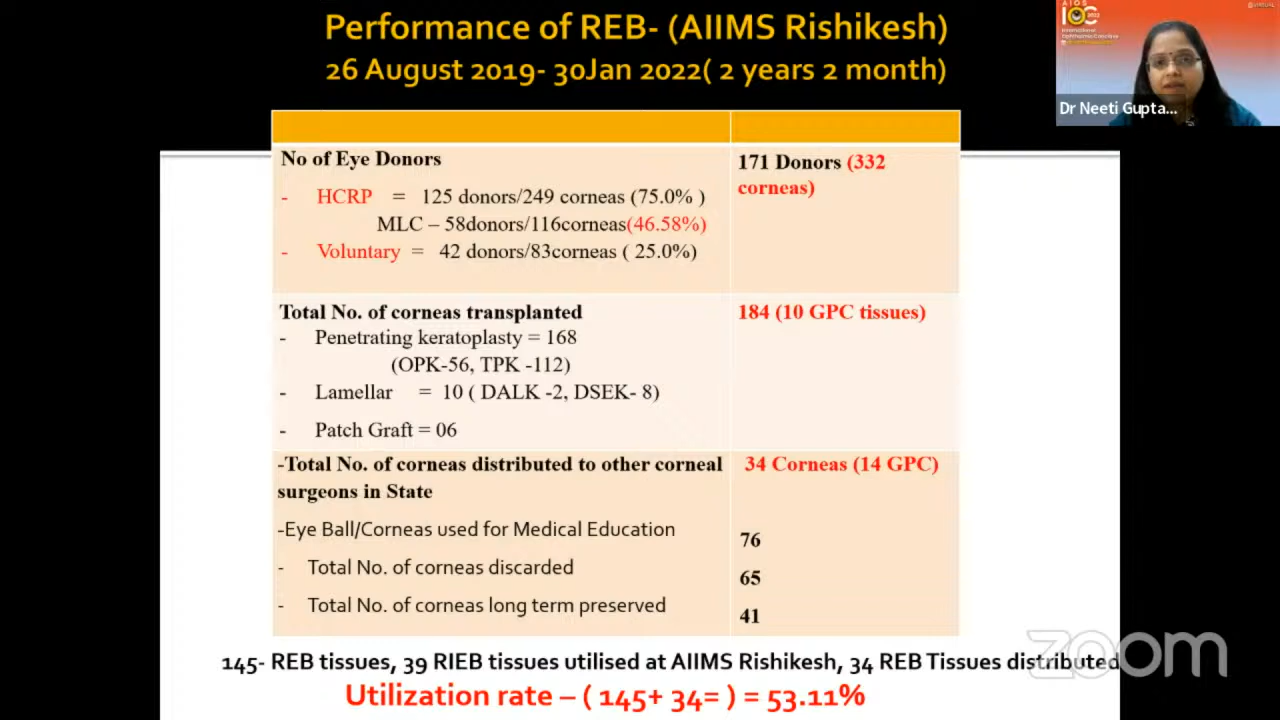 Performance of REB- (AIIMS Rishikesh)
26 August 2019- 30Jan 2022( 2 years 2 month)
AIOS
2022
VIRTUAL
Dr Neeti Gupta...
No of Eye Donors
171 Donors (332
corneas)
- HCRP = 125 donors/249 corneas (75.0% )
MLC – 58donors/116corneas(46.58%)
- Voluntary = 42 donors/83corneas ( 25.0%)
Total No. of corneas transplanted
184 (10 GPC tissues)
- Penetrating keratoplasty = 168
(OPK-56, TPK -112)
- Lamellar = 10 ( DALK -2, DSEK- 8)
- Patch Graft = 06
-Total No. of corneas distributed to other corneal
surgeons in State
34 Corneas (14 GPC)
-Eye Ball/Corneas used for Medical Education
76
- Total No. of corneas discarded
65
- Total No. of corneas long term preserved
41
145- REB tissues, 39 RIEB tissues utilised at AIIMS Rishikesh, 34 REB Tissues distributed
Utilization rate – ( 145+ 34= ) = 53.11%
zoom